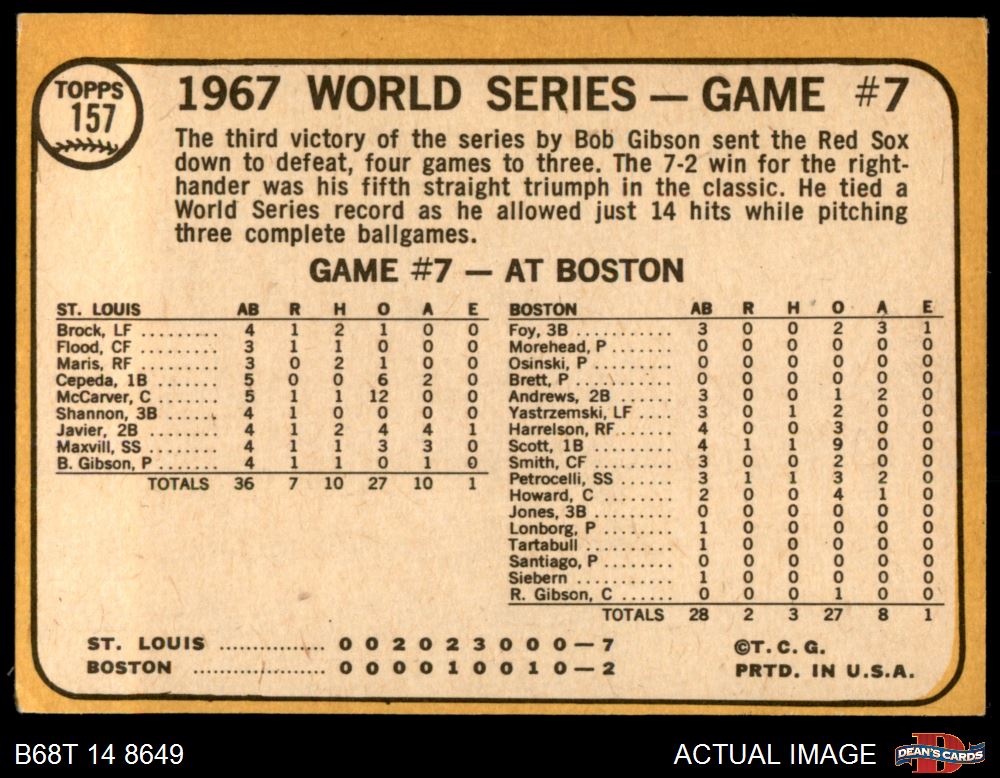 TOPPS
157
1967 WORLD SERIES — GAME #7
The third victory of the series by Bob Gibson sent the Red Sox
down to defeat, four games to three. The 7-2 win for the right-
hander was his fifth straight triumph in the classic. He tied a
World Series record as he allowed just 14 hits while pitching
three complete ballgames.
GAME #7 — AT BOSTON
ST. LOUIS AB R H O A E
Brock, LF ......... 4 1 2 1 0 0
Flood, CF ......... 3 1 1 0 0 0
Maris, RF ......... 3 0 2 1 0 0
Cepeda, 1B ....... 5 0 0 6 2 0
McCarver, C ...... 5 1 1 12 0 0
Shannon, 3B ...... 4 1 0 0 0 0
Javier, 2B ........ 4 1 2 4 4 1
Maxvill, SS ....... 4 1 1 3 3 0
B. Gibson, P ...... 4 1 1 0 1 0
TOTALS 36 7 10 27 10 1
BOSTON AB R H O A E
Foy, 3B ............ 3 0 0 2 3 1
Morehead, P ....... 0 0 0 0 0 0
Osinski, P ......... 0 0 0 0 0 0
Brett, P ............ 0 0 0 0 0 0
Andrews, 2B ....... 3 0 0 1 2 0
Yastrzemski, LF .... 3 0 1 2 0 0
Harrelson, RF ...... 4 0 0 3 0 0
Scott, 1B .......... 4 1 1 9 0 0
Smith, CF .......... 3 0 0 2 0 0
Petrocelli, SS ...... 3 1 1 3 2 0
Howard, C ......... 2 0 0 4 1 0
Jones, 3B .......... 0 0 0 0 0 0
Lonborg, P ......... 1 0 0 0 0 0
Tartabull ........... 1 0 0 0 0 0
Santiago, P ........ 0 0 0 0 0 0
Siebern ............ 1 0 0 0 0 0
R. Gibson, C ...... 0 0 0 1 0 0
TOTALS 28 2 3 27 8 1
ST. LOUIS ............... 0 0 2 0 2 3 0 0 0 — 7
BOSTON ..................... 0 0 0 0 1 0 0 1 0 — 2
©T. C. G.
PRTD. IN U.S.A.
B68T 14 8649
ACTUAL IMAGE
DEAN'S CARDS